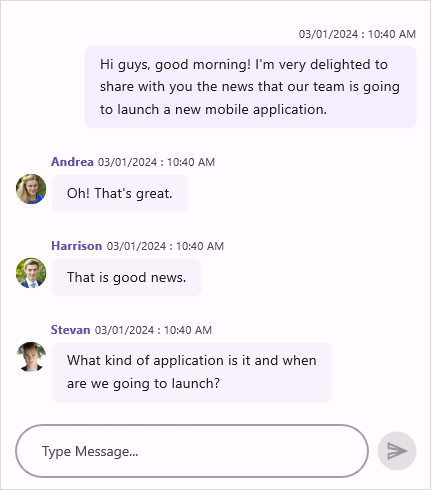 03/01/2024 : 10:40 AM
Hi guys, good morning! I'm very delighted to
share with you the news that our team is going
to launch a new mobile application.
Andrea 03/01/2024 : 10:40 AM
Oh! That's great.
Harrison 03/01/2024 : 10:40 AM
That is good news.
Stevan 03/01/2024 : 10:40 AM
What kind of application is it and when
are we going to launch?
Type Message...